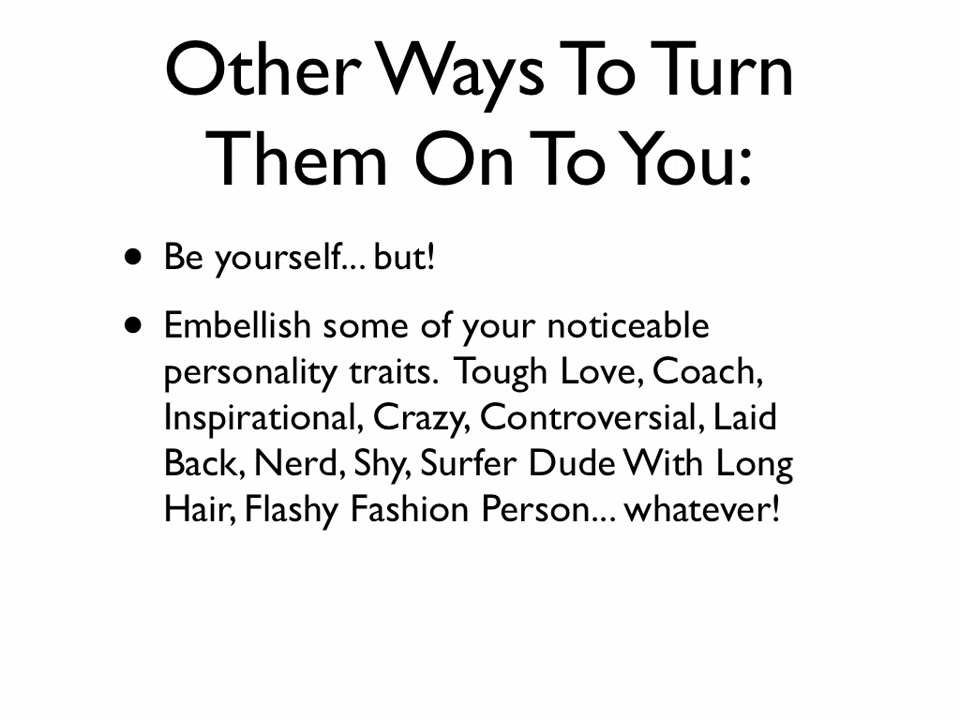 Other Ways To Turn
Them On To You:
• Be yourself... but!
• Embellish some of your noticeable
personality traits.  Tough Love, Coach,
Inspirational, Crazy, Controversial, Laid
Back, Nerd, Shy, Surfer Dude With Long
Hair, Flashy Fashion Person... whatever!